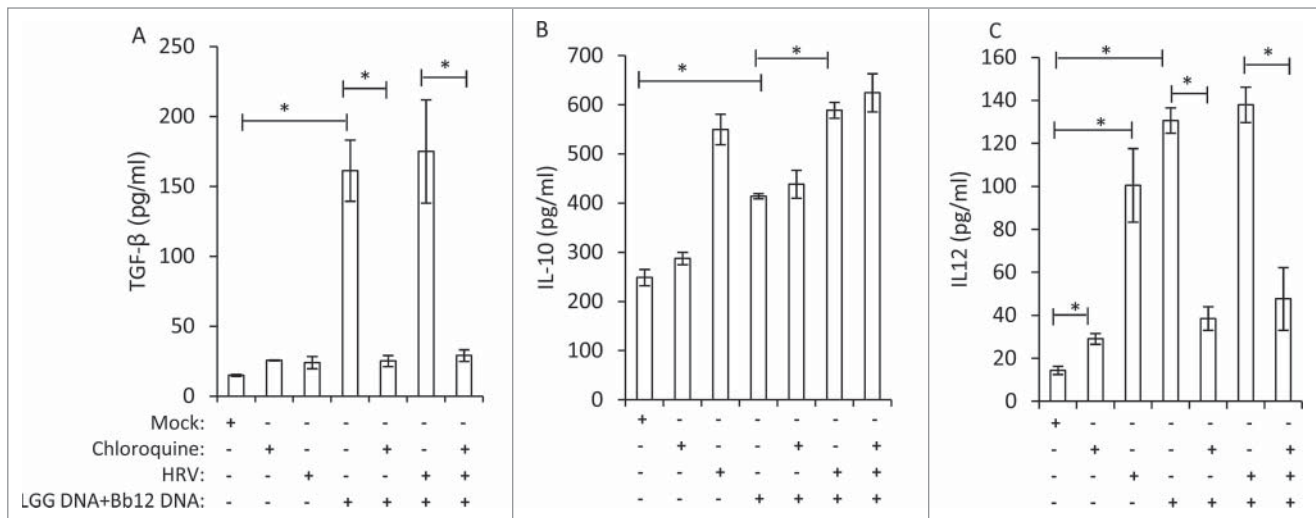 A
TGF-β (pg/ml)
250
200
150
100
50
0
*
*
*
Mock: + - - - - - -
Chloroquine: - + - - + - +
HRV: - - + - - + +
LGG DNA+Bb12 DNA: - - - + + + +
B
IL-10 (pg/ml)
700
600
500
400
300
200
100
0
*
*
+ - - - - - -
- + - - + - +
- - + - - + +
- - - + + + +
C
IL12 (pg/ml)
160
140
120
100
80
60
40
20
0
*
*
*
*
*
+ - - - - - -
- + - - + - +
- - + - - + +
- - - + + + +